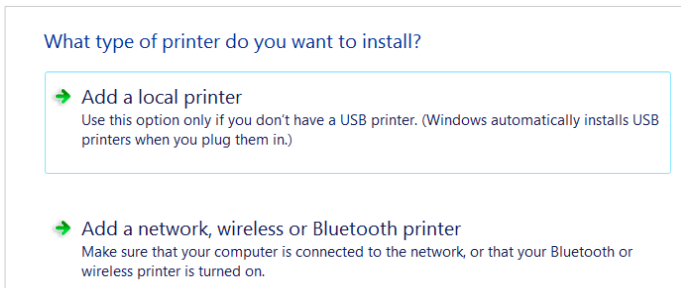 What type of printer do you want to install?
Add a local printer
Use this option only if you don't have a USB printer. (Windows automatically installs USB
printers when you plug them in.)
Add a network, wireless or Bluetooth printer
Make sure that your computer is connected to the network, or that your Bluetooth or
wireless printer is turned on.